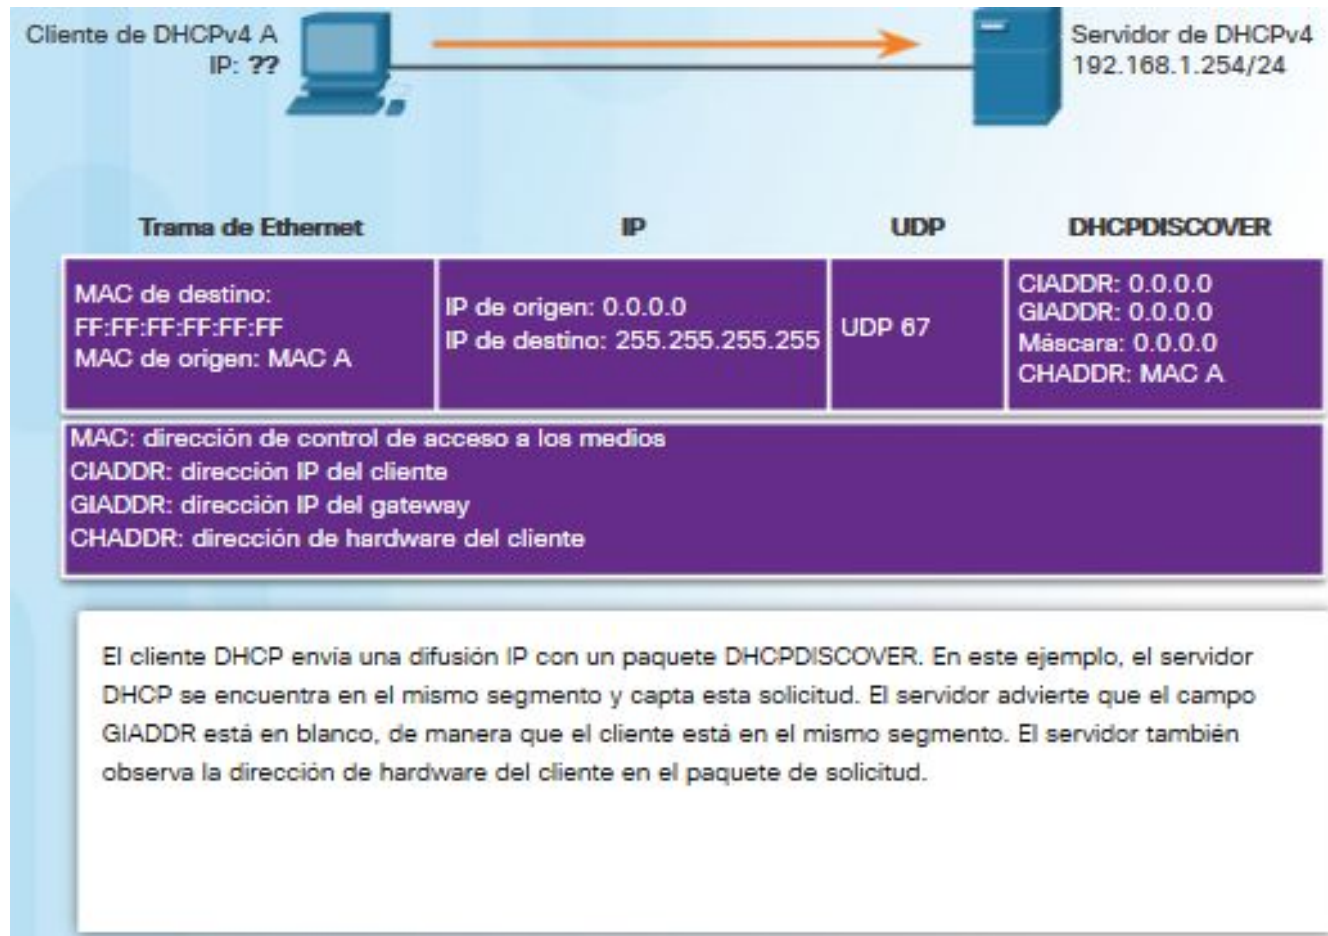 Cliente de DHCPv4 A
IP: ??
Servidor de DHCPv4
192.168.1.254/24
Trama de Ethernet
IP
UDP
DHCPDISCOVER
MAC de destino:
FF:FF:FF:FF:FF:FF
MAC de origen: MAC A
IP de origen: 0.0.0.0
IP de destino: 255.255.255.255
UDP 67
CIADDR: 0.0.0.0
GIADDR: 0.0.0.0
Máscara: 0.0.0.0
CHADDR: MAC A
MAC: dirección de control de acceso a los medios
CIADDR: dirección IP del cliente
GIADDR: dirección IP del gateway
CHADDR: dirección de hardware del cliente
El cliente DHCP envía una difusión IP con un paquete DHCPDISCOVER. En este ejemplo, el servidor
DHCP se encuentra en el mismo segmento y capta esta solicitud. El servidor advierte que el campo
GIADDR está en blanco, de manera que el cliente está en el mismo segmento. El servidor también
observa la dirección de hardware del cliente en el paquete de solicitud.